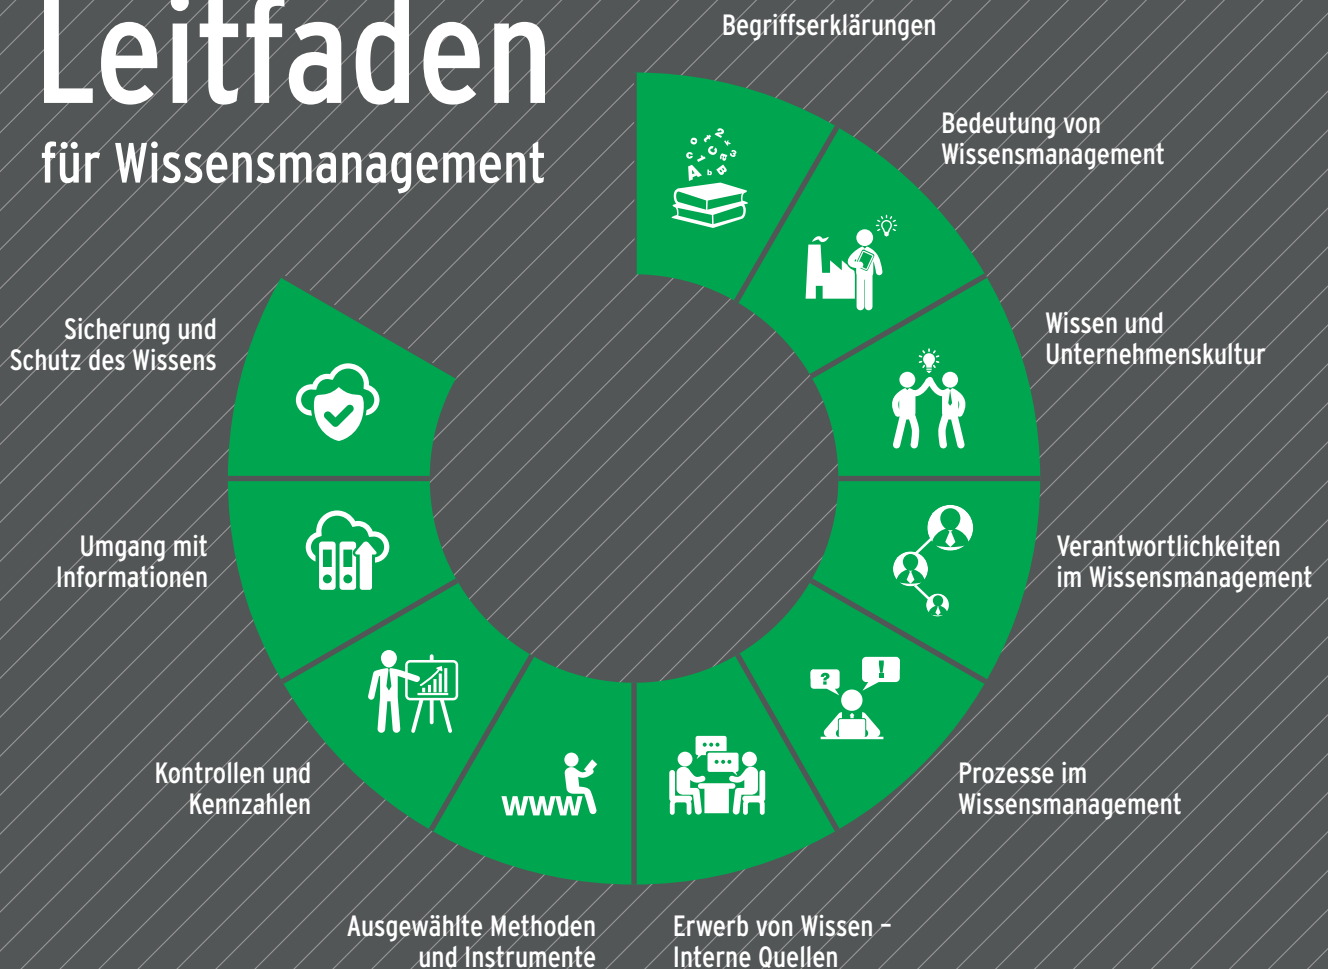 Leitfaden
für Wissensmanagement
Begriffserklärungen
Bedeutung von
Wissensmanagement
Wissen und
Unternehmenskultur
Verantwortlichkeiten
im Wissensmanagement
Prozesse im
Wissensmanagement
Erwerb von Wissen –
Interne Quellen
Ausgewählte Methoden
und Instrumente
Kontrollen und
Kennzahlen
Umgang mit
Informationen
Sicherung und
Schutz des Wissens
? !
www